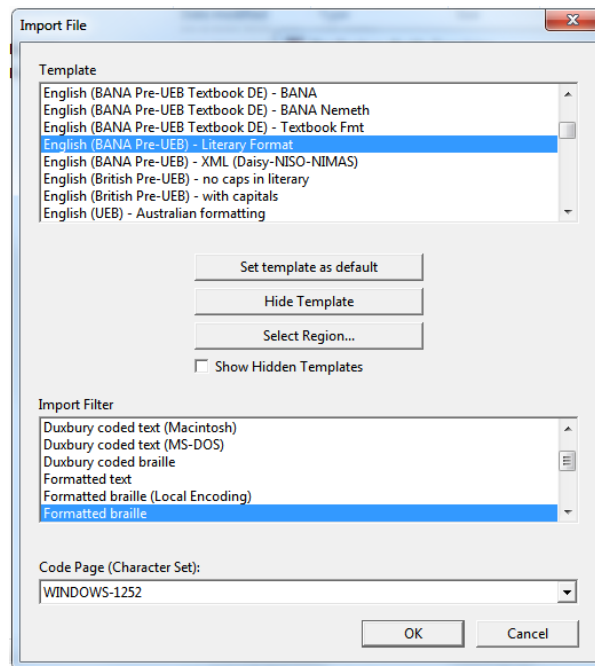 Import File
Template
English (BANA Pre-UEB Textbook DE) - BANA
English (BANA Pre-UEB Textbook DE) - BANA Nemeth
English (BANA Pre-UEB Textbook DE) - Textbook Fmt
English (BANA Pre-UEB) - Literary Format
English (BANA Pre-UEB) - XML (Daisy-NISO-NIMAS)
English (British Pre-UEB) - no caps in literary
English (British Pre-UEB) - with capitals
English (UEB) - Australian formatting
Set template as default
Hide Template
Select Region...
Show Hidden Templates
Import Filter
Duxbury coded text (Macintosh)
Duxbury coded text (MS-DOS)
Duxbury coded braille
Formatted text
Formatted braille (Local Encoding)
Formatted braille
Code Page (Character Set):
WINDOWS-1252
OK Cancel